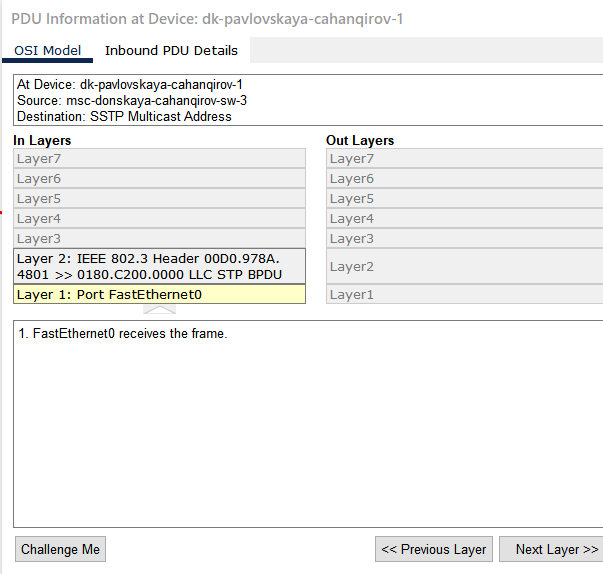 PDU Information at Device: dk-pavlovskaya-cahanqirov-1
OSI Model Inbound PDU Details
At Device: dk-pavlovskaya-cahanqirov-1
Source: msc-donskaya-cahanqirov-sw-3
Destination: SSTP Multicast Address
In Layers Out Layers
Layer7 Layer7
Layer6 Layer6
Layer5 Layer5
Layer4 Layer4
Layer3 Layer3
Layer 2: IEEE 802.3 Header 00D0.978A.
4801 >> 0180.C200.0000 LLC STP BPDU Layer2
Layer 1: Port FastEthernet0 Layer1
1. FastEthernet0 receives the frame.
Challenge Me << Previous Layer Next Layer >>